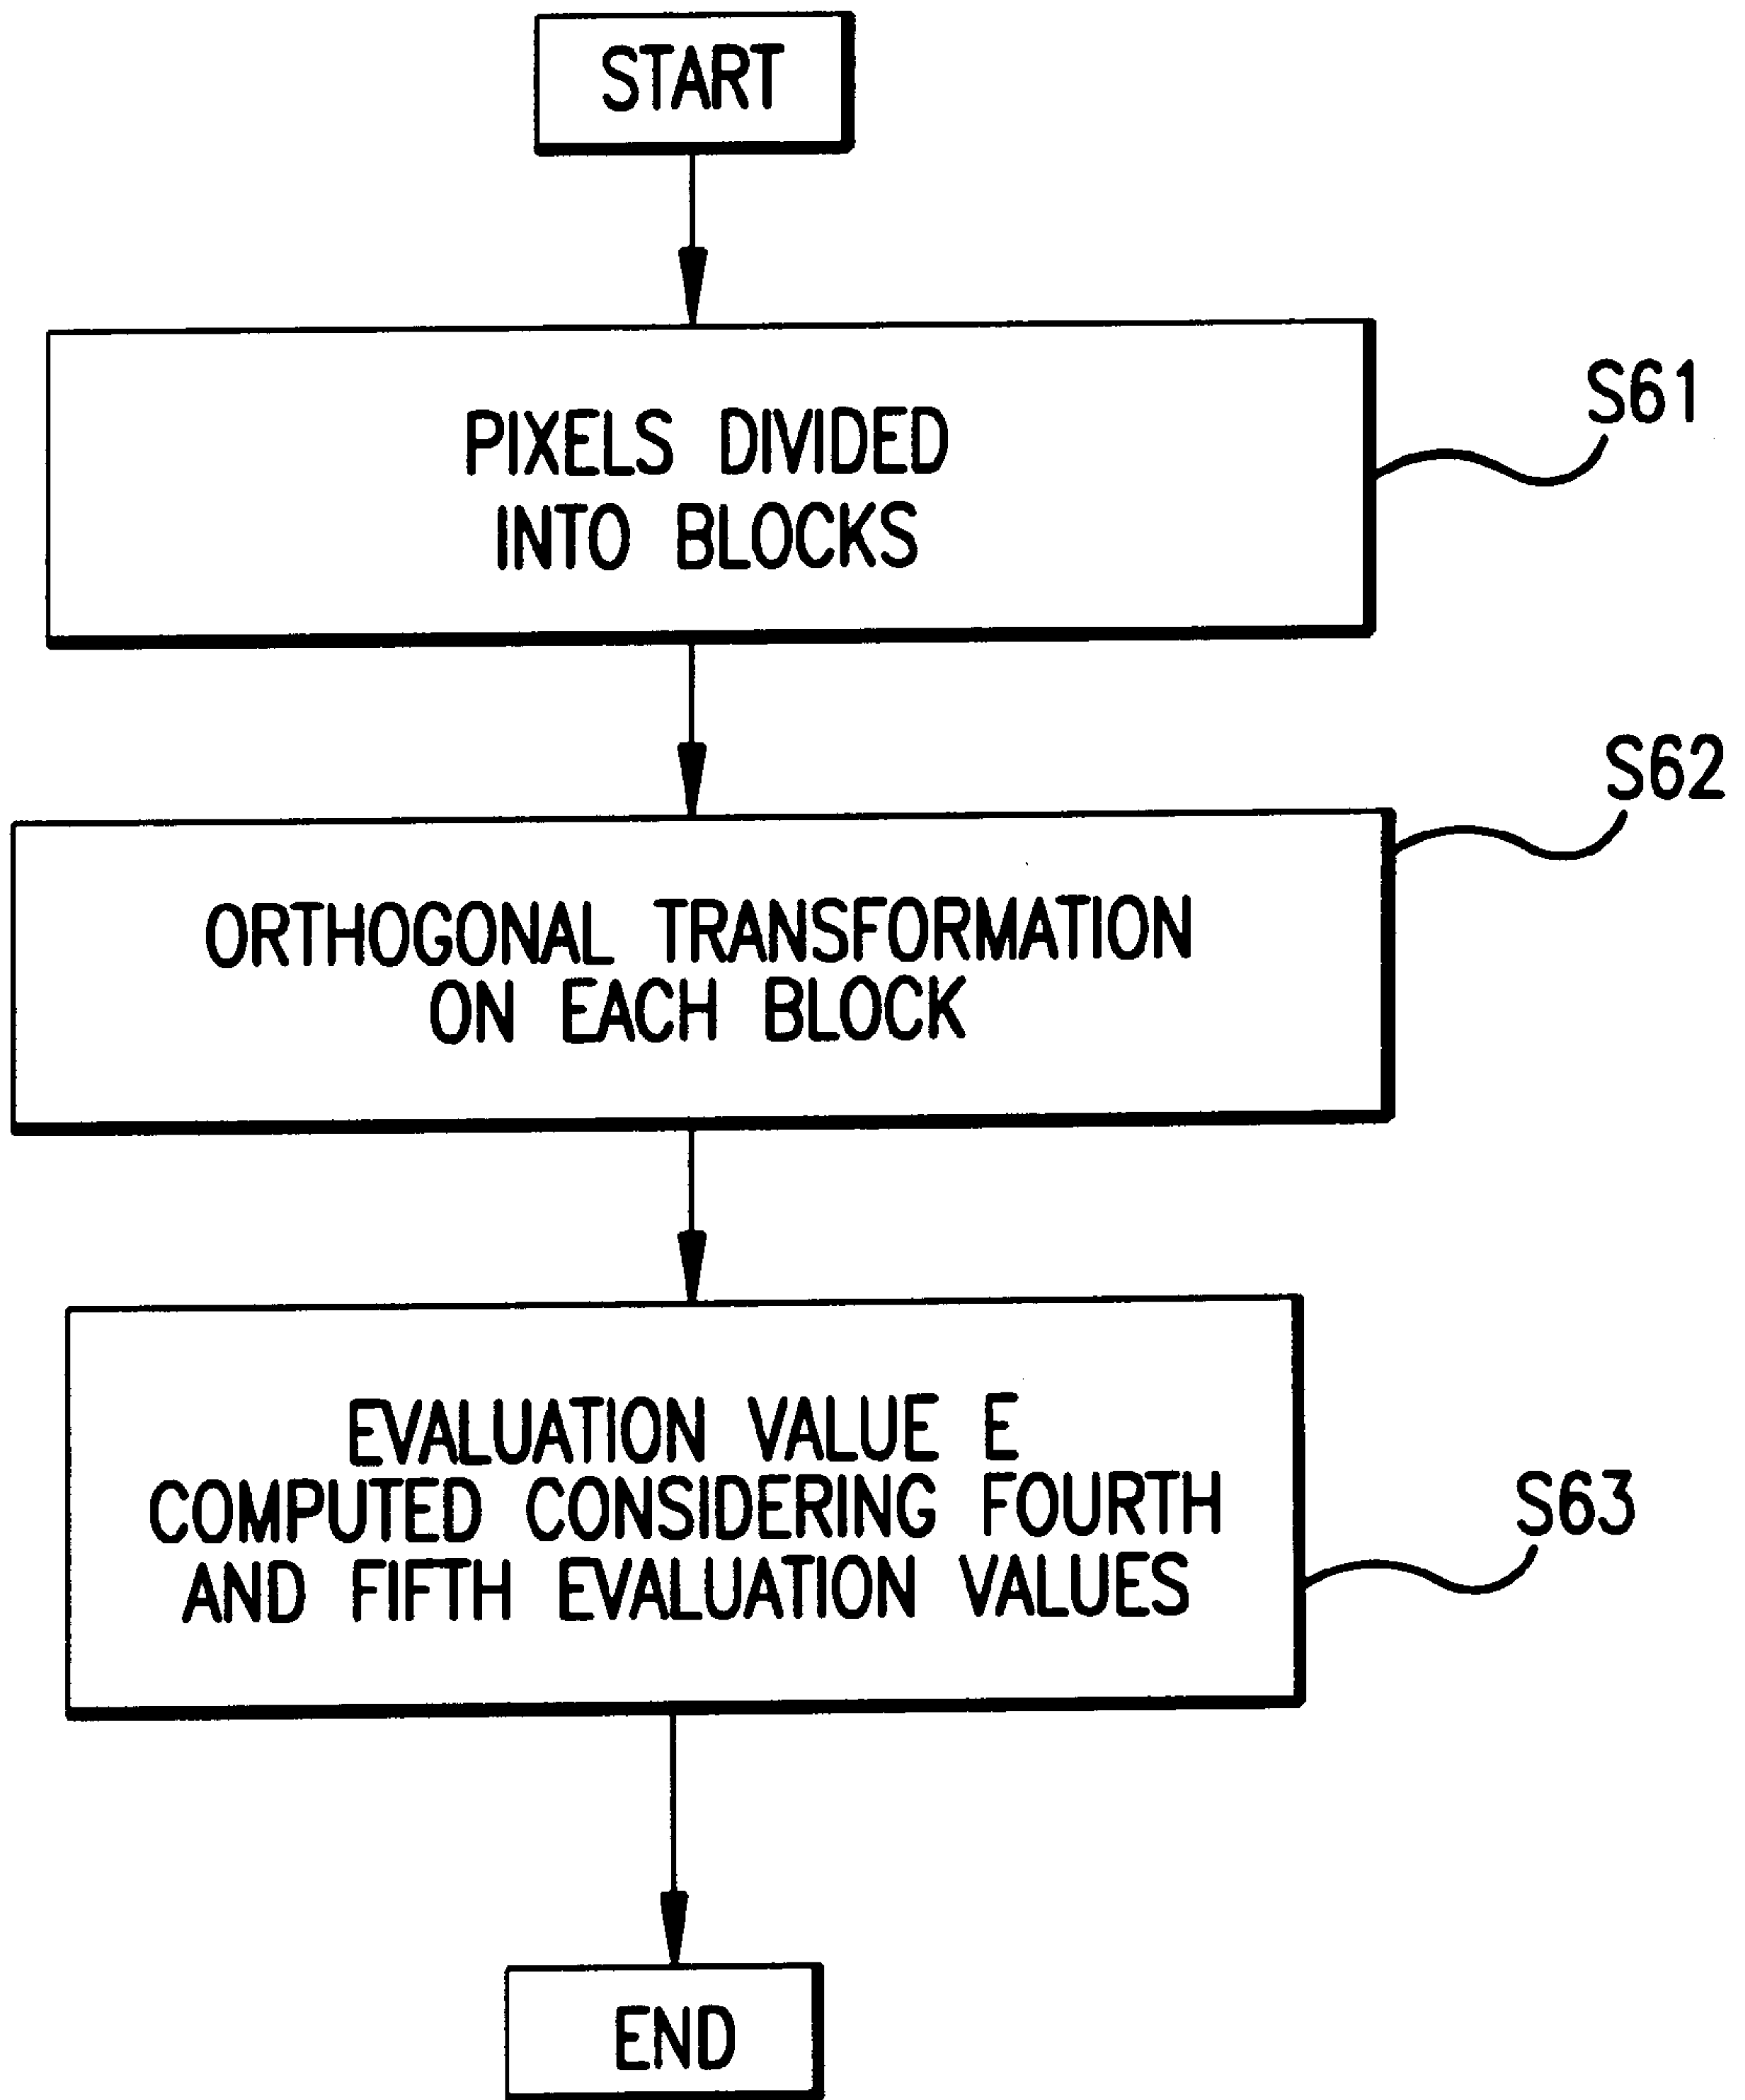 START
PIXELS DIVIDED
INTO BLOCKS
S61
ORTHOGONAL TRANSFORMATION
ON EACH BLOCK
S62
EVALUATION VALUE E
COMPUTED CONSIDERING FOURTH
AND FIFTH EVALUATION VALUES
S63
END